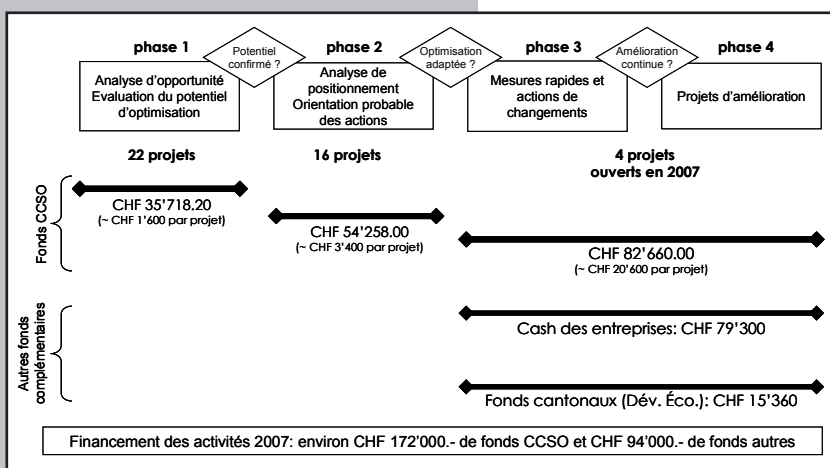 phase 1
Potentiel
confirmé ?
phase 2
Optimisation
adaptée ?
phase 3
Amélioration
continue ?
phase 4
Analyse d'opportunité
Evaluation du potentiel
d'optimisation
Analyse de
positionnement
Orientation probable
des actions
Mesures rapides et
actions de
changements
Projets d'amélioration
22 projets
16 projets
4 projets
ouverts en 2007
Fonds CCSO
CHF 35'718.20
(~ CHF 1'600 par projet)
CHF 54'258.00
(~ CHF 3'400 par projet)
CHF 82'660.00
(~ CHF 20'600 par projet)
Autres fonds
complémentaires
Cash des entreprises: CHF 79'300
Fonds cantonaux (Dév. Éco.): CHF 15'360
Financement des activités 2007: environ CHF 172'000.- de fonds CCSO et CHF 94'000.- de fonds autres